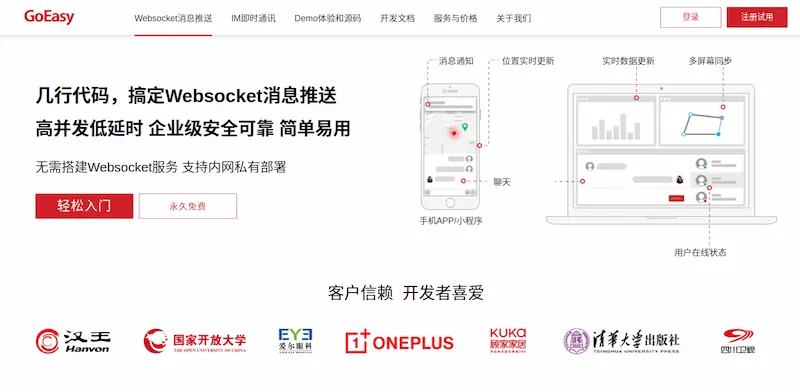 GoEasy
Websocket消息推送 IM即时通讯 Demo体验和源码 开发文档 服务与价格 关于我们 登录 注册试用
消息通知 位置实时更新 实时数据更新 多屏幕同步
几行代码，搞定Websocket消息推送
高并发低延时 企业级安全可靠 简单易用
无需搭建Websocket服务 支持内网私有部署
轻松入门 永久免费
聊天
手机APP/小程序
用户在线状态
客户信赖 开发者喜爱
汉王
Hanvon
国家开放大学
THE OPEN UNIVERSITY OF CHINA
EYE
爱尔眼科
1+ ONEPLUS
KUKA
顾家家居
清华大学出版社
TSINGHUA UNIVERSITY PRESS
四川卫视